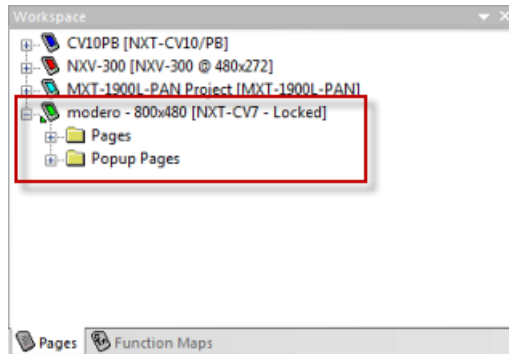 Workspace
CV10PB [NXT-CV10/PB]
NXV-300 [NXV-300 @ 480x272]
MXT-1900L-PAN Project [MXT-1900L-PAN]
modero - 800x480 [NXT-CV7 - Locked]
Pages
Popup Pages
Pages Function Maps